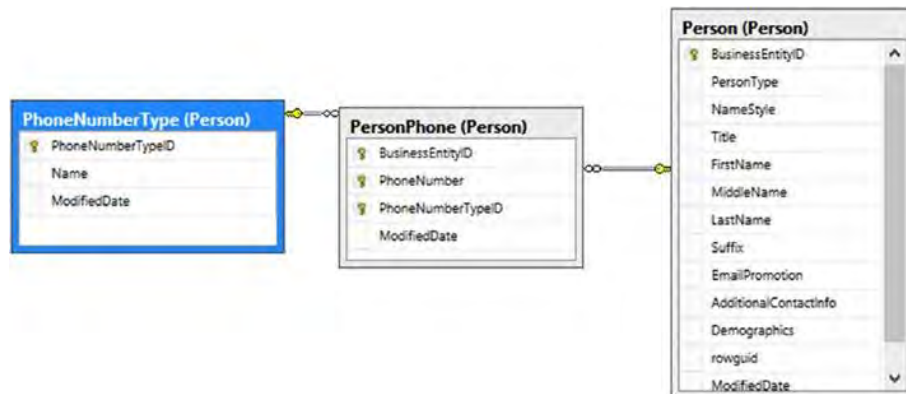 PhoneNumberType (Person)
PhoneNumberTypeID
Name
ModifiedDate
PersonPhone (Person)
BusinessEntityID
PhoneNumber
PhoneNumberTypeID
ModifiedDate
Person (Person)
BusinessEntityID
PersonType
NameStyle
Title
FirstName
MiddleName
LastName
Suffix
EmailPromotion
AdditionalContactInfo
Demographics
rowguid
ModifiedDate